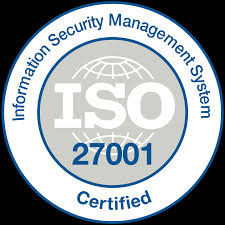 Information Security Management System
ISO
27001
Certified